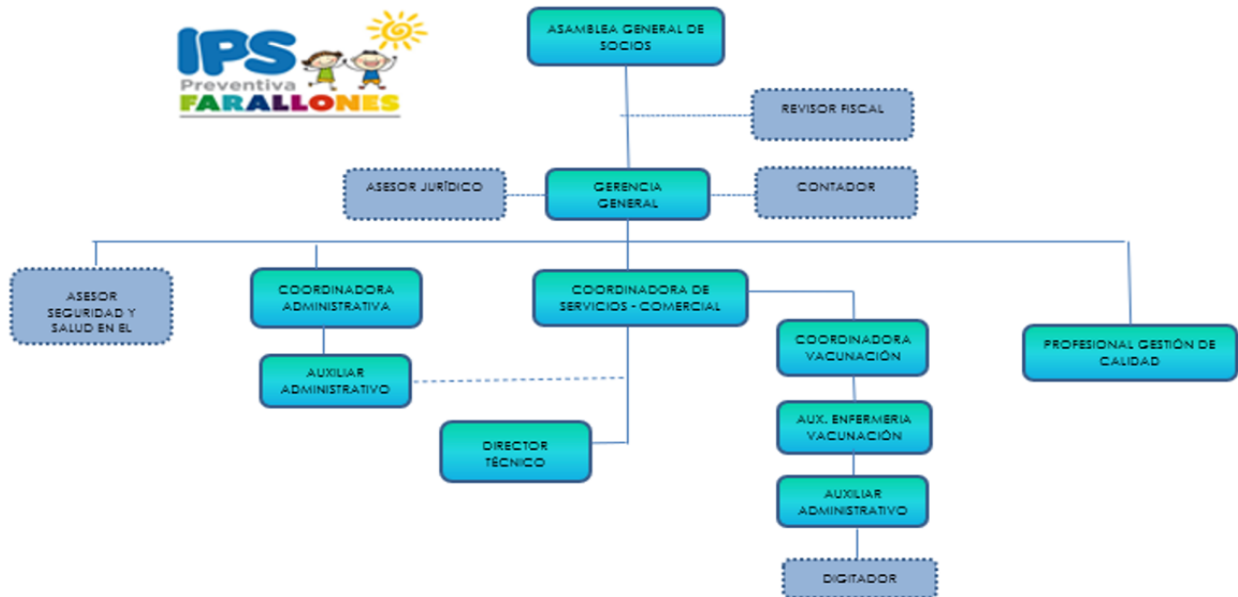 IPS
Preventiva
FARALLONES
ASAMBLEA GENERAL DE
SOCIOS
REVISOR FISCAL
ASESOR JURÍDICO
GERENCIA
GENERAL
CONTADOR
ASESOR
SEGURIDAD Y
SALUD EN EL
COORDINADORA
ADMINISTRATIVA
COORDINADORA DE
SERVICIOS - COMERCIAL
COORDINADORA
VACUNACIÓN
PROFESIONAL GESTIÓN DE
CALIDAD
AUXILIAR
ADMINISTRATIVO
AUX. ENFERMERIA
VACUNACIÓN
DIRECTOR
TÉCNICO
AUXILIAR
ADMINISTRATIVO
DIGITADOR